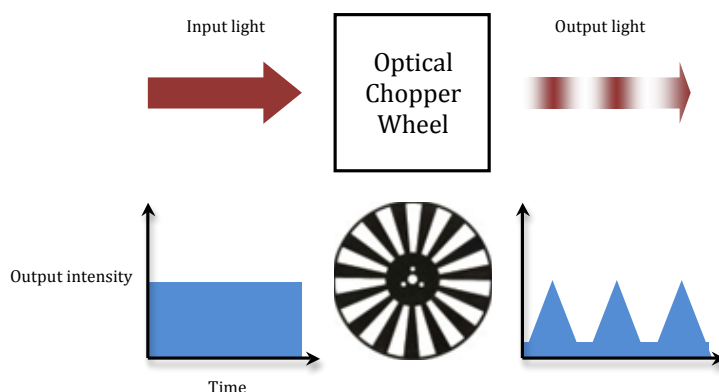 Input light
Output light
Optical
Chopper
Wheel
Output intensity
Time